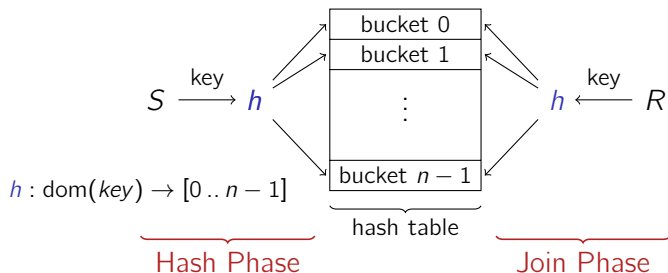 bucket 0
bucket 1
key
key
S
h
⋮
h
R
bucket n − 1
h : dom(key) → [0 .. n − 1]
hash table
Hash Phase
Join Phase